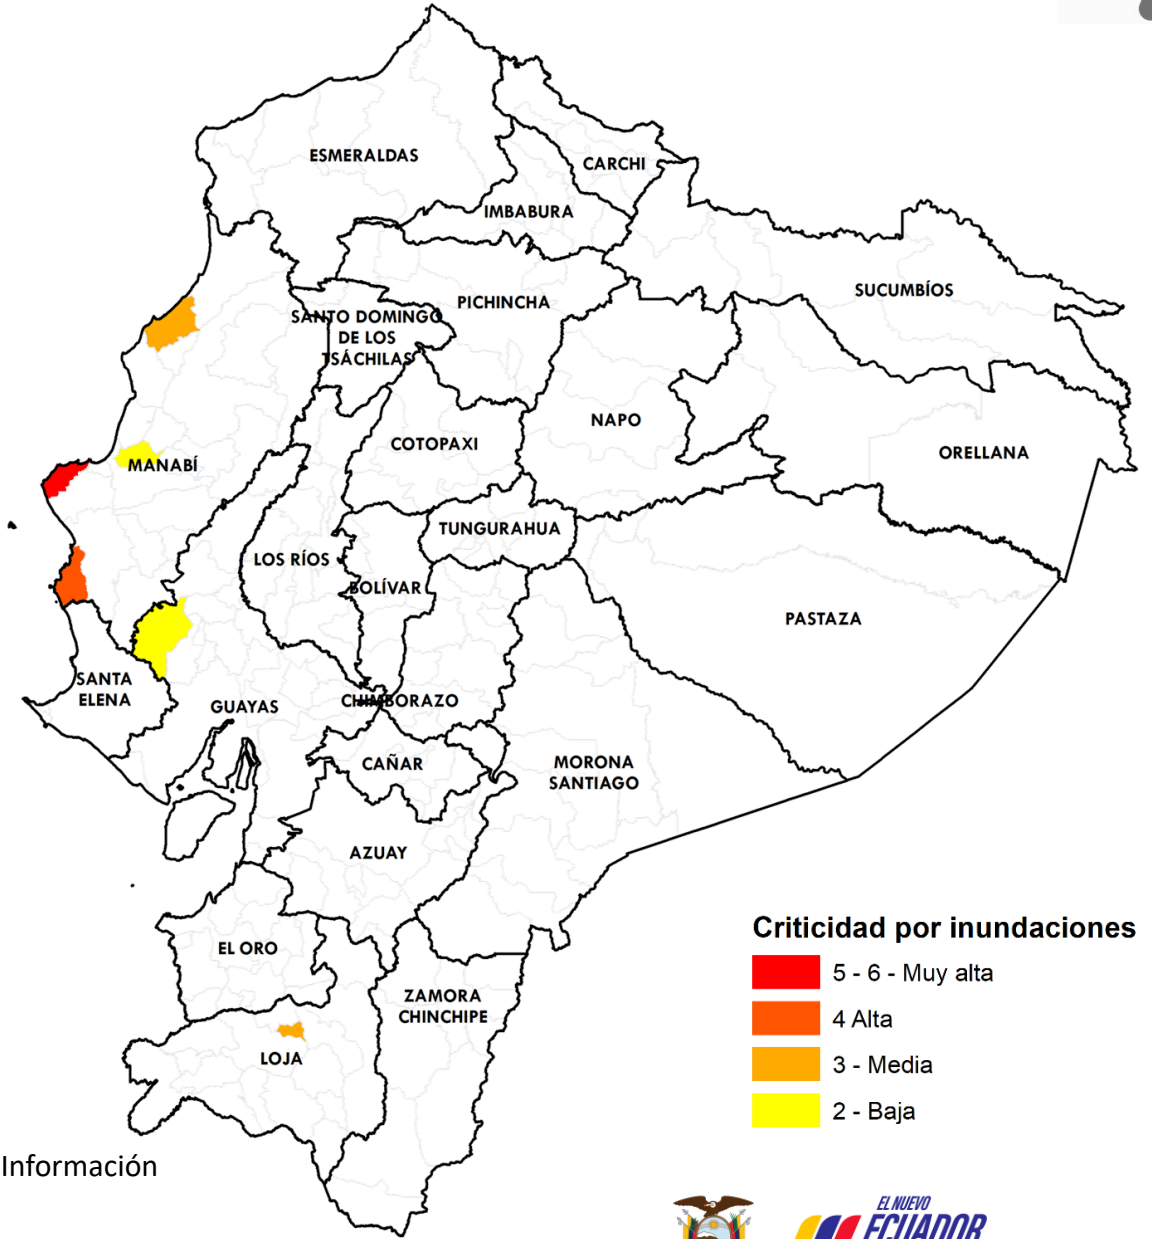 ESMERALDAS
CARCHI
IMBABURA
SUCUMBÍOS
PICHINCHA
SANTO DOMINGO
DE LOS
TSÁCHILAS
NAPO
COTOPAXI
ORELLANA
MANABÍ
TUNGURAHUA
LOS RÍOS
BOLÍVAR
PASTAZA
SANTA
ELENA
CHIMBORAZO
GUAYAS
CAÑAR
MORONA
SANTIAGO
AZUAY
EL ORO
ZAMORA
CHINCHIPE
LOJA
Criticidad por inundaciones
5 - 6 - Muy alta
4 Alta
3 - Media
2 - Baja
Información
EL NUEVO
ECUADOR